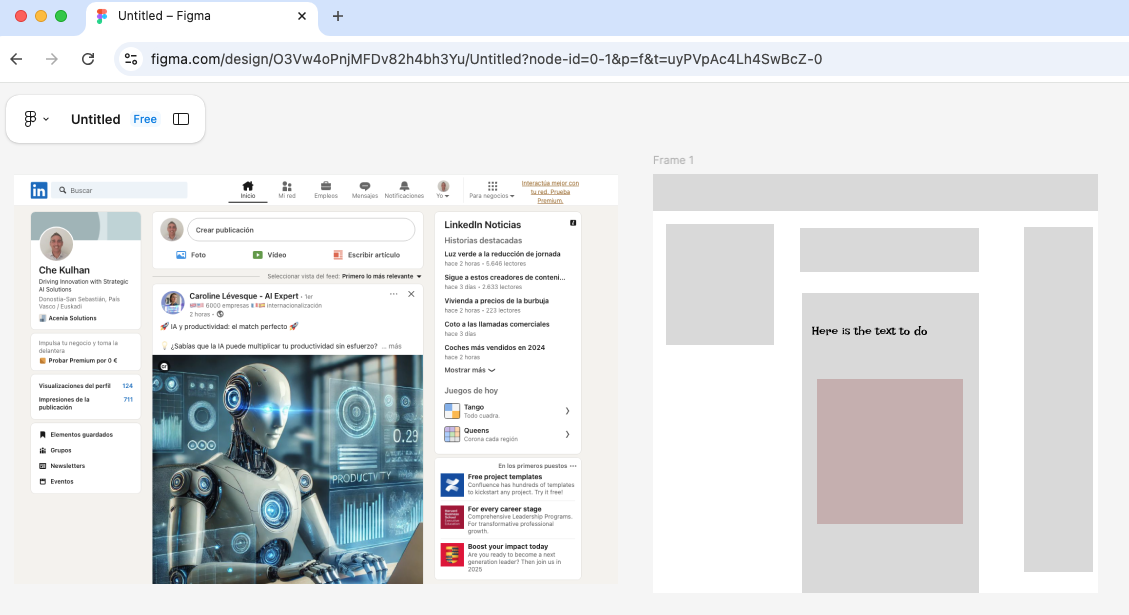 Untitled – Figma
figma.com/design/O3Vw4oPnjMFDv82h4bh3Yu/Untitled?node-id=0-1&p=f&t=uyPVpAc4Lh4SwBcZ-0
Untitled Free
Frame 1
in Buscar
Inicio Mi red Empleos Mensajes Notificaciones Yo Para negocios
Interactúa mejor con
tu red. Prueba
Premium.
Che Kulhan
Driving Innovation with Strategic
AI Solutions
Donostia-San Sebastián, País
Vasco / Euskadi
Acenia Solutions
Impulsa tu negocio y toma la
delantera
Probar Premium por 0 €
Visualizaciones del perfil 124
Impresiones de la 711
publicación
Elementos guardados
Grupos
Newsletters
Eventos
Crear publicación
Foto Vídeo Escribir artículo
Seleccionar vista del feed: Primero lo más relevante
Caroline Lévesque - AI Expert • 1er
6000 empresas internacionalización
2 horas •
🚀 IA y productividad: el match perfecto 🚀
💡 ¿Sabías que la IA puede multiplicar tu productividad sin esfuerzo? ... más
0.29
PRODUCTIVITY
LinkedIn Noticias
Historias destacadas
Luz verde a la reducción de jornada
hace 2 horas • 5.646 lectores
Sigue a estos creadores de conteni...
hace 3 días • 2.633 lectores
Vivienda a precios de la burbuja
hace 2 horas • 223 lectores
Coto a las llamadas comerciales
hace 3 días
Coches más vendidos en 2024
hace 2 horas
Mostrar más
Juegos de hoy
Tango
Todo cuadra.
Queens
Corona cada región
En los primeros puestos ···
Free project templates
Confluence has hundreds of templates
to kickstart any project. Try it free!
For every career stage
Comprehensive Leadership Programs.
For transformative professional
growth.
Boost your impact today
Are you ready to become a next
generation leader? Then join us in
2025
Here is the text to do